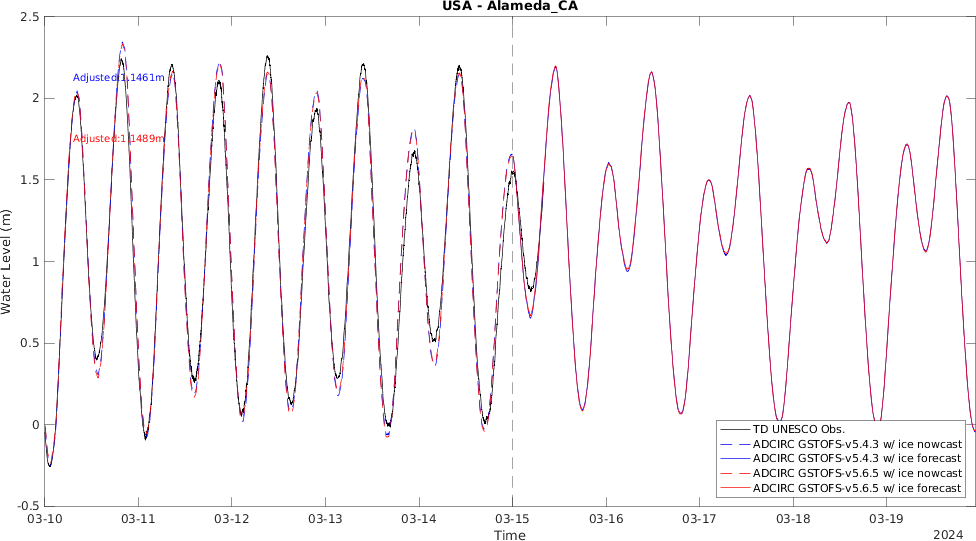 USA - Alameda_CA
2.5
2
1.5
1
0.5
0
-0.5
Water Level (m)
Adjusted:1.1461m
Adjusted:1.1489m
TD UNESCO Obs.
ADCIRC GSTOFS-v5.4.3 w/ ice nowcast
ADCIRC GSTOFS-v5.4.3 w/ ice forecast
ADCIRC GSTOFS-v5.6.5 w/ ice nowcast
ADCIRC GSTOFS-v5.6.5 w/ ice forecast
03-10 03-11 03-12 03-13 03-14 03-15 03-16 03-17 03-18 03-19
Time
2024